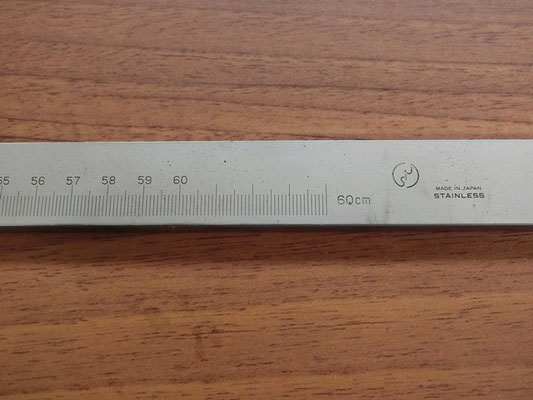 55 56 57 58 59 60
60cm
MADE IN JAPAN
STAINLESS